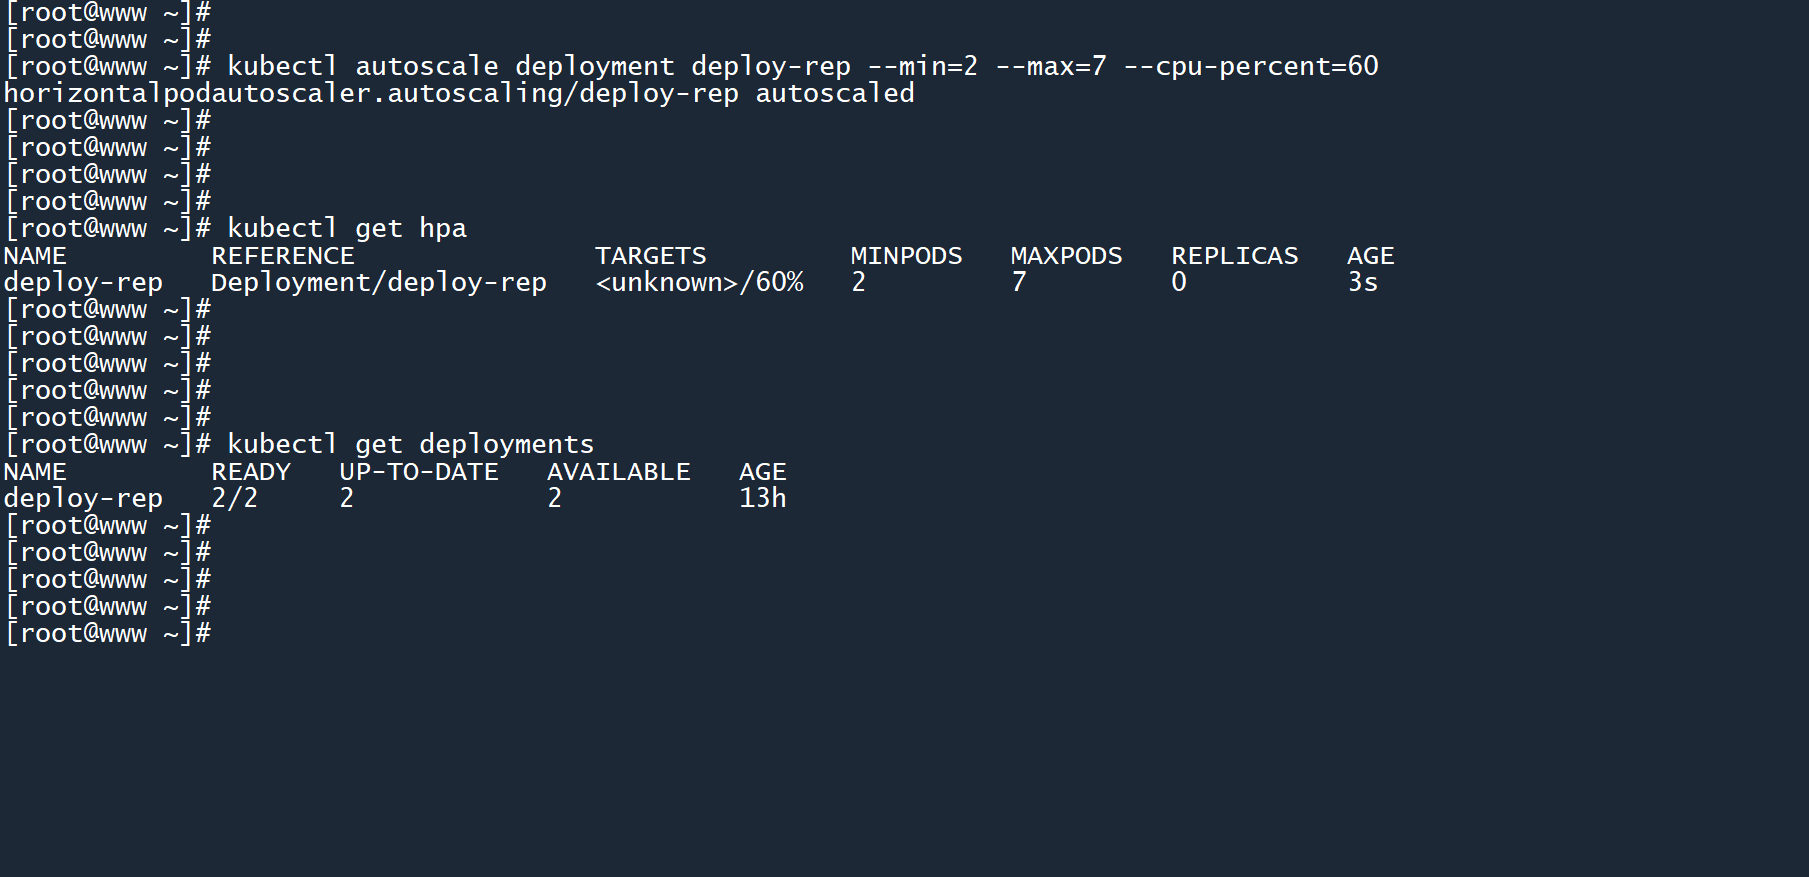 [root@www ~]#
[root@www ~]#
[root@www ~]# kubectl autoscale deployment deploy-rep --min=2 --max=7 --cpu-percent=60
horizontalpodautoscaler.autoscaling/deploy-rep autoscaled
[root@www ~]#
[root@www ~]#
[root@www ~]#
[root@www ~]#
[root@www ~]# kubectl get hpa
NAME         REFERENCE               TARGETS         MINPODS   MAXPODS   REPLICAS   AGE
deploy-rep   Deployment/deploy-rep   <unknown>/60%   2         7         0          3s
[root@www ~]#
[root@www ~]#
[root@www ~]#
[root@www ~]#
[root@www ~]#
[root@www ~]# kubectl get deployments
NAME         READY   UP-TO-DATE   AVAILABLE   AGE
deploy-rep   2/2     2            2           13h
[root@www ~]#
[root@www ~]#
[root@www ~]#
[root@www ~]#
[root@www ~]#